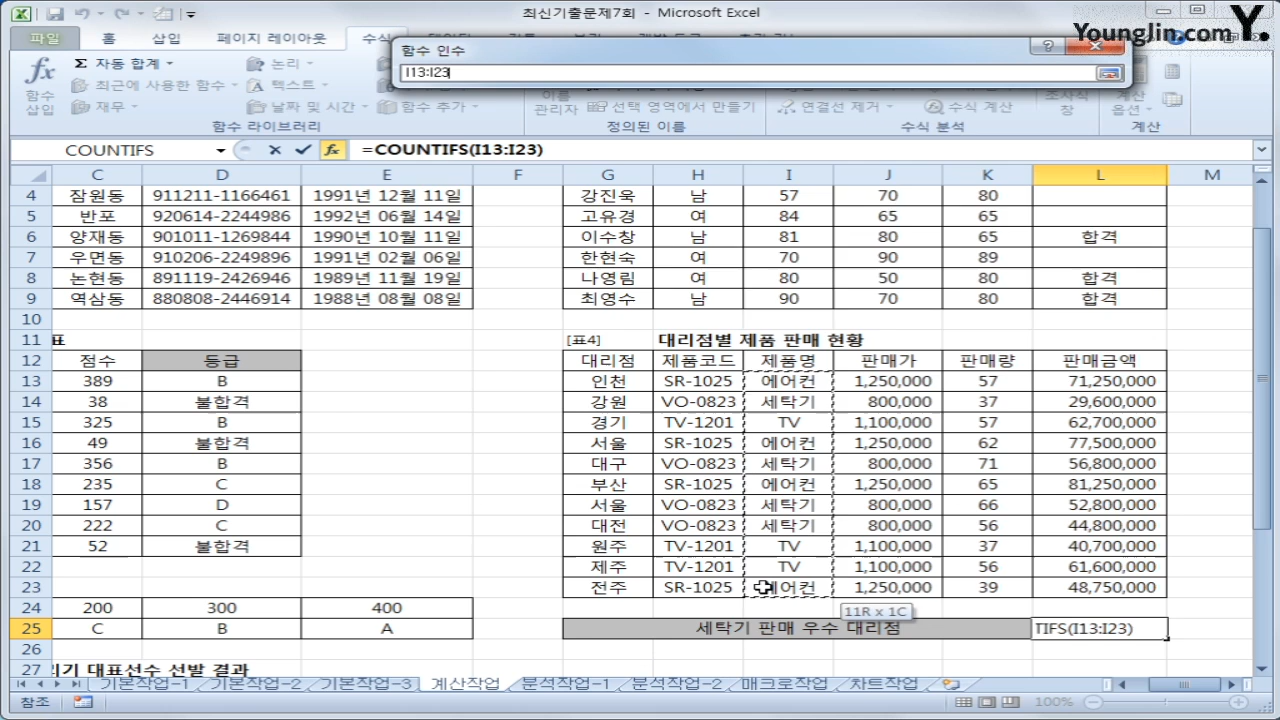 최신기출문제7회 - Microsoft Excel
Younglin.com Y.
파일 홈 삽입 페이지 레이아웃 수식
함수 인수
I13:I23
함수 삽입
Σ 자동 합계
최근에 사용한 함수
재무
논리
텍스트
날짜 및 시간
함수 추가
이름 관리자
선택 영역에서 만들기
연결선 제거
수식 계산
조사식 창
계산 옵션
함수 라이브러리 정의된 이름 수식 분석 계산
COUNTIFS =COUNTIFS(I13:I23)
C D E F G H I J K L M
4 잠원동 911211-1166461 1991년 12월 11일 강진욱 남 57 70 80
5 반포 920614-2244986 1992년 06월 14일 고유경 여 84 65 65
6 양재동 901011-1269844 1990년 10월 11일 이수창 남 81 80 65 합격
7 우면동 910206-2249896 1991년 02월 06일 한현숙 여 70 90 89
8 논현동 891119-2426946 1989년 11월 19일 나영림 여 80 50 80 합격
9 역삼동 880808-2446914 1988년 08월 08일 최영수 남 90 70 80 합격
10
11 표 [표4] 대리점별 제품 판매 현황
12 점수 등급 대리점 제품코드 제품명 판매가 판매량 판매금액
13 389 B 인천 SR-1025 에어컨 1,250,000 57 71,250,000
14 38 불합격 강원 VO-0823 세탁기 800,000 37 29,600,000
15 325 B 경기 TV-1201 TV 1,100,000 57 62,700,000
16 49 불합격 서울 SR-1025 에어컨 1,250,000 62 77,500,000
17 356 B 대구 VO-0823 세탁기 800,000 71 56,800,000
18 235 C 부산 SR-1025 에어컨 1,250,000 65 81,250,000
19 157 D 서울 VO-0823 세탁기 800,000 66 52,800,000
20 222 C 대전 VO-0823 세탁기 800,000 56 44,800,000
21 52 불합격 원주 TV-1201 TV 1,100,000 37 40,700,000
22 제주 TV-1201 TV 1,100,000 56 61,600,000
23 전주 SR-1025 에어컨 1,250,000 39 48,750,000
24 200 300 400 11R x 1C
25 C B A 세탁기 판매 우수 대리점 TIFS(I13:I23)
26
27 기 대표선수 선발 결과
기본작업-1 기본작업-2 기본작업-3 계산작업 분석작업-1 분석작업-2 매크로작업 차트작업
참조 100%